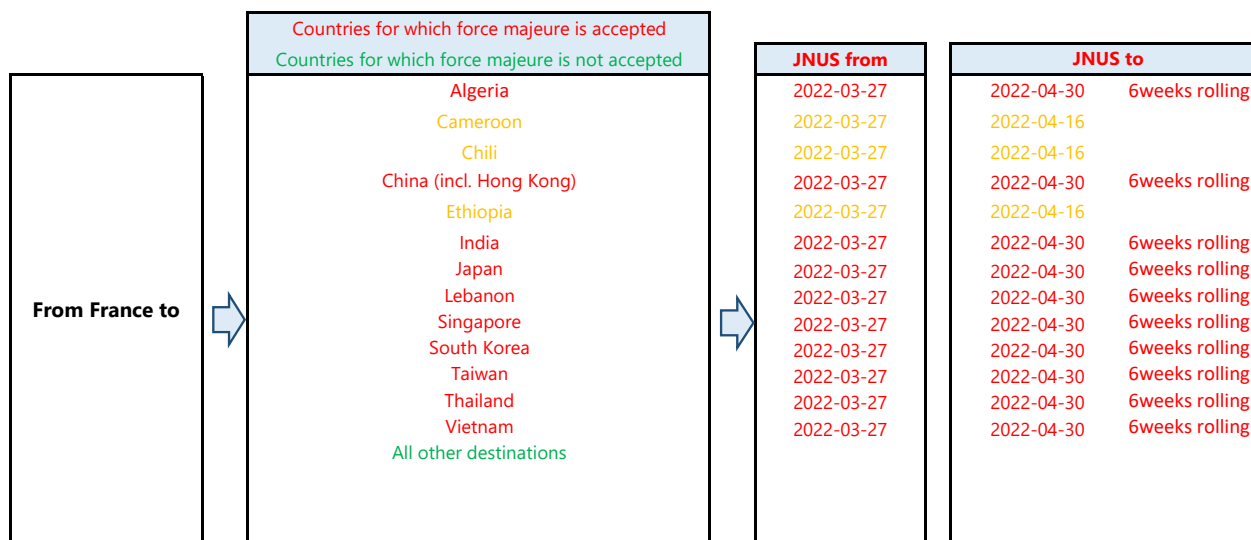 Countries for which force majeure is accepted
Countries for which force majeure is not accepted
JNUS from JNUS to
From France to
Algeria 2022-03-27 2022-04-30 6weeks rolling
Cameroon 2022-03-27 2022-04-16
Chili 2022-03-27 2022-04-16
China (incl. Hong Kong) 2022-03-27 2022-04-30 6weeks rolling
Ethiopia 2022-03-27 2022-04-16
India 2022-03-27 2022-04-30 6weeks rolling
Japan 2022-03-27 2022-04-30 6weeks rolling
Lebanon 2022-03-27 2022-04-30 6weeks rolling
Singapore 2022-03-27 2022-04-30 6weeks rolling
South Korea 2022-03-27 2022-04-30 6weeks rolling
Taiwan 2022-03-27 2022-04-30 6weeks rolling
Thailand 2022-03-27 2022-04-30 6weeks rolling
Vietnam 2022-03-27 2022-04-30 6weeks rolling
All other destinations